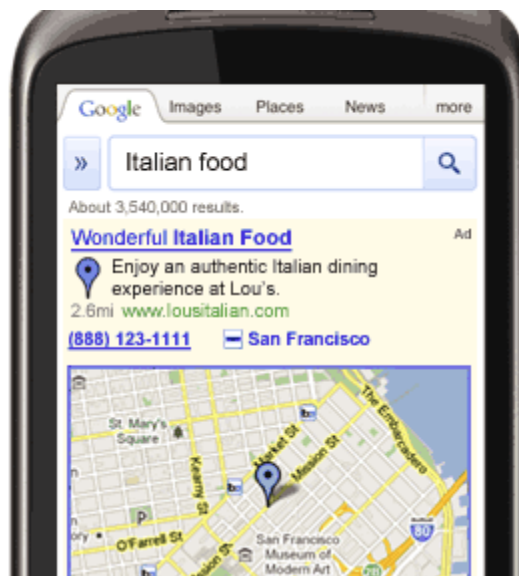 Google Images Places News more
» Italian food
About 3,540,000 results.
Wonderful Italian Food Ad
Enjoy an authentic Italian dining
experience at Lou's.
2.6mi www.lousitalian.com
(888) 123-1111 San Francisco
St. Mary's
Square
The Embarcadero
Market St
Mission St
Kearny St
P
80
O'Farrell St
San Francisco
Museum of
Modern Art